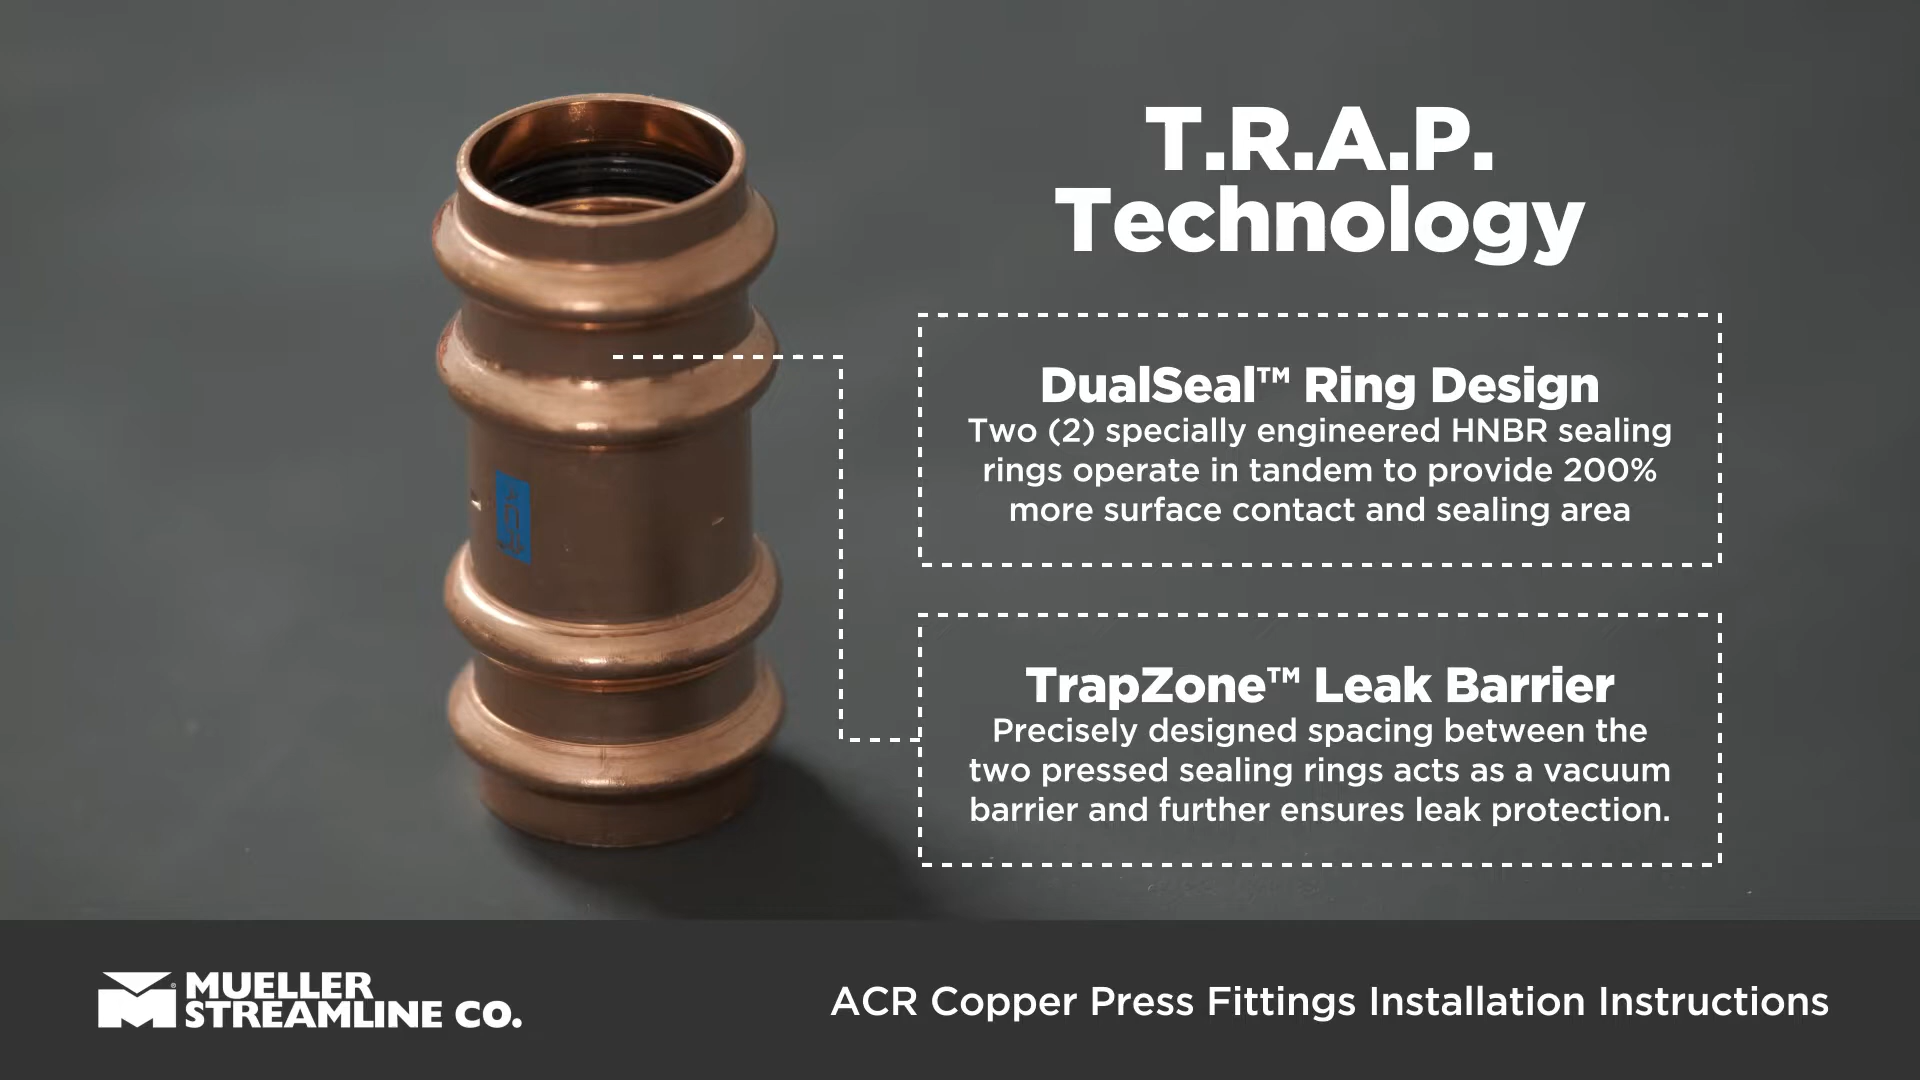 T.R.A.P.
Technology
DualSeal™ Ring Design
Two (2) specially engineered HNBR sealing
rings operate in tandem to provide 200%
more surface contact and sealing area
TrapZone™ Leak Barrier
Precisely designed spacing between the
two pressed sealing rings acts as a vacuum
barrier and further ensures leak protection.
MUELLER
STREAMLINE CO.
ACR Copper Press Fittings Installation Instructions